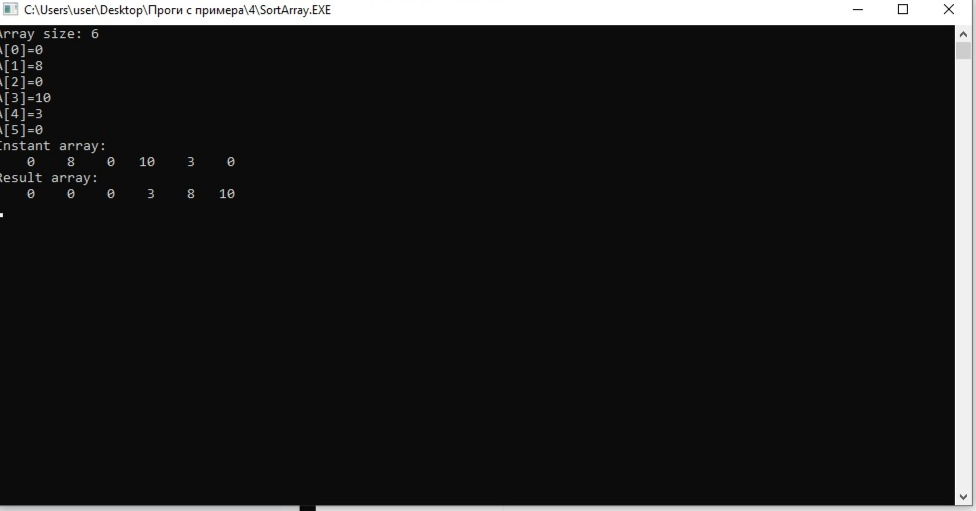 C:\Users\user\Desktop\Проги с примера\4\SortArray.EXE
Array size: 6
A[0]=0
A[1]=8
A[2]=0
A[3]=10
A[4]=3
A[5]=0
Instant array:
0 8 0 10 3 0
Result array:
0 0 0 3 8 10